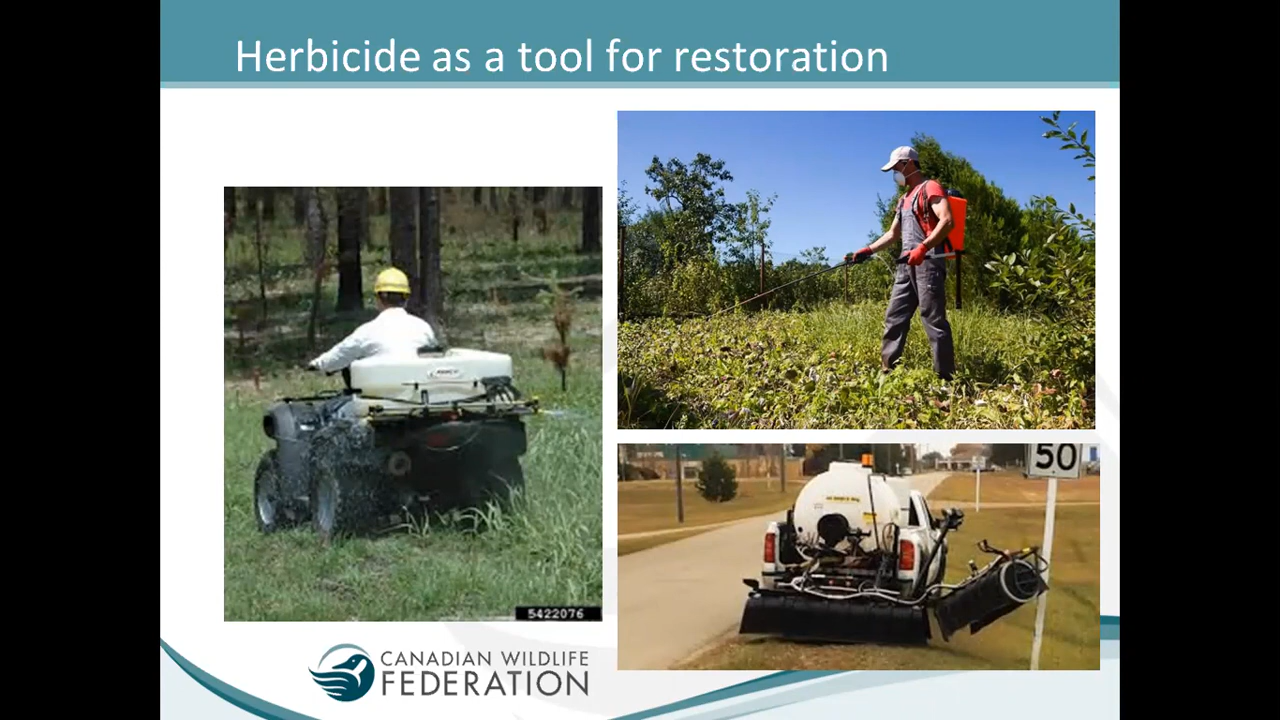 Herbicide as a tool for restoration
50
5422076
CANADIAN WILDLIFE
FEDERATION